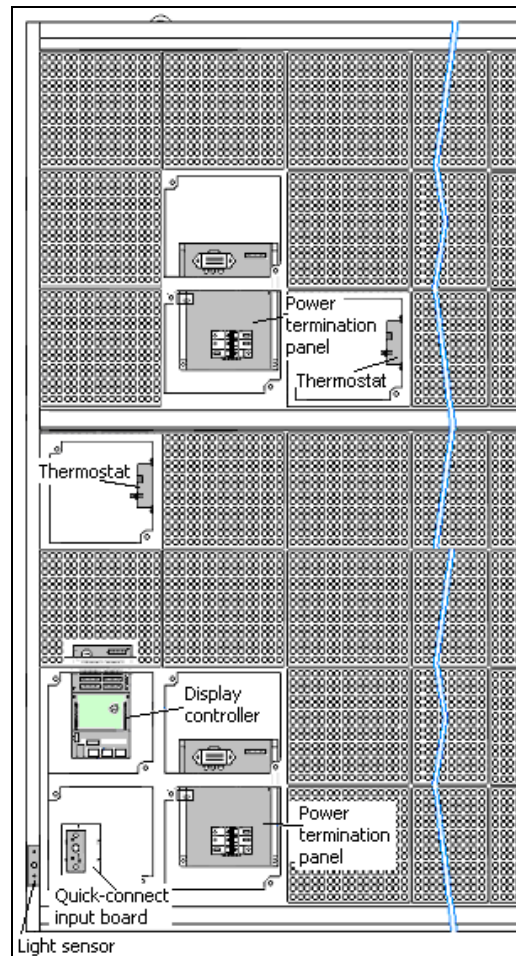 Power
termination
panel
Thermostat
Thermostat
Display
controller
Power
termination
panel
Quick-connect
input board
Light sensor